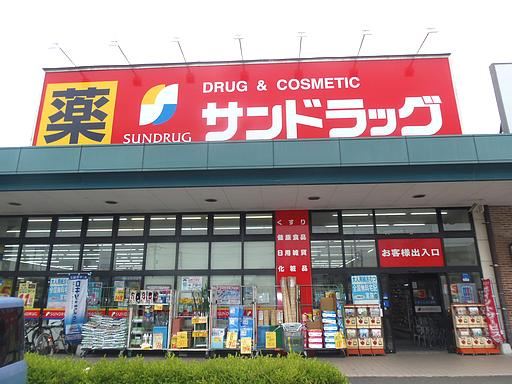 薬
DRUG & COSMETIC
SUNDRUG
サンドラッグ
くすり
健康食品
日用雑貨
化粧品
お客様出入口